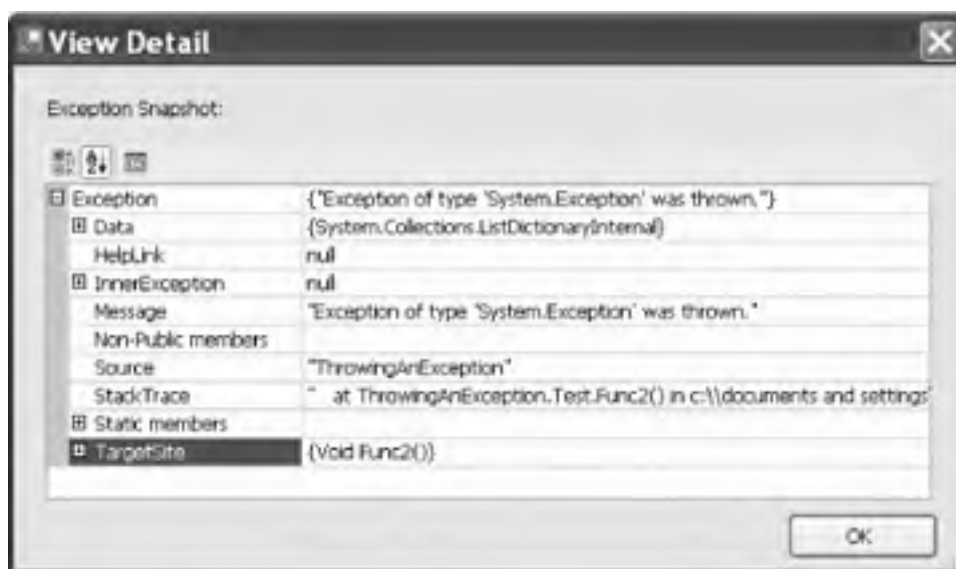 View Detail
Exception Snapshot:
Exception {"Exception of type 'System.Exception' was thrown."}
Data {System.Collections.ListDictionaryInternal}
HelpLink null
InnerException null
Message "Exception of type 'System.Exception' was thrown."
Non-Public members
Source "ThrowingAnException"
StackTrace " at ThrowingAnException.Test.Func2() in c:\\documents and settings\
Static members
TargetSite {Void Func2()}
OK